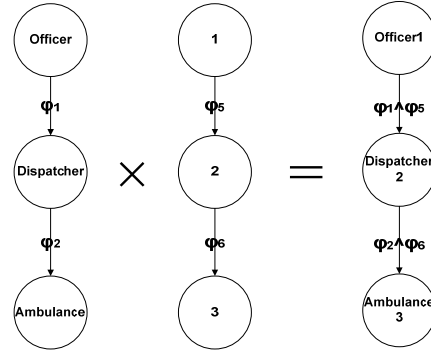 Officer
φ1
Dispatcher
φ2
Ambulance
×
1
φ5
2
φ6
3
=
Officer1
φ1^φ5
Dispatcher
2
φ2^φ6
Ambulance
3